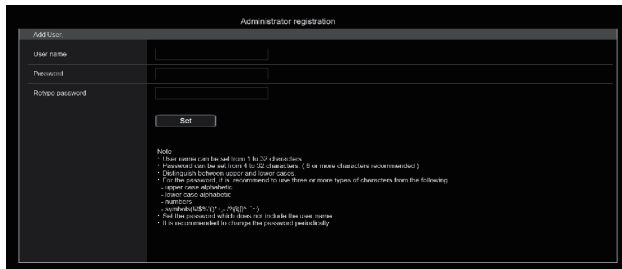 Administrator registration
Add User.
User name
Password
Retype password
Set
Note
・User name can be set from 1 to 32 characters
・Password can be set from 4 to 32 characters. ( 8 or more characters recommended )
・Distinguish between upper and lower cases.
・For the password, it is recommend to use three or more types of characters from the following
- upper case alphabetic
- lower case alphabetic
- numbers
- symbols
・Set the password which does not include the user name
・It is recommended to change the password periodically